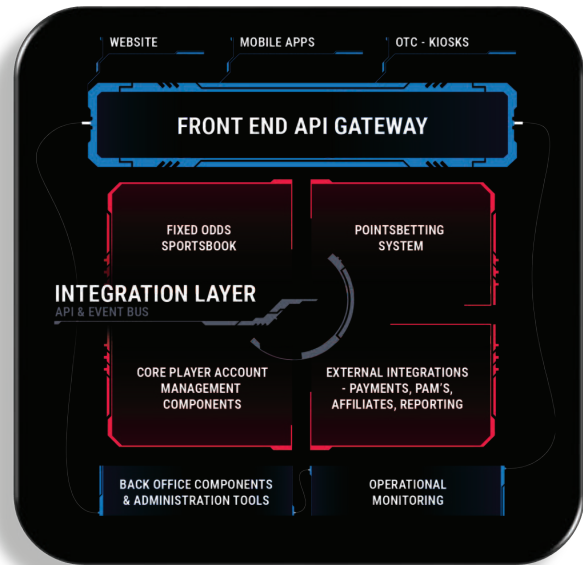 WEBSITE
MOBILE APPS
OTC - KIOSKS
FRONT END API GATEWAY
FIXED ODDS
SPORTSBOOK
POINTSBETTING
SYSTEM
INTEGRATION LAYER
API & EVENT BUS
CORE PLAYER ACCOUNT
MANAGEMENT
COMPONENTS
EXTERNAL INTEGRATIONS
- PAYMENTS, PAM'S,
AFFILIATES, REPORTING
BACK OFFICE COMPONENTS
& ADMINISTRATION TOOLS
OPERATIONAL
MONITORING